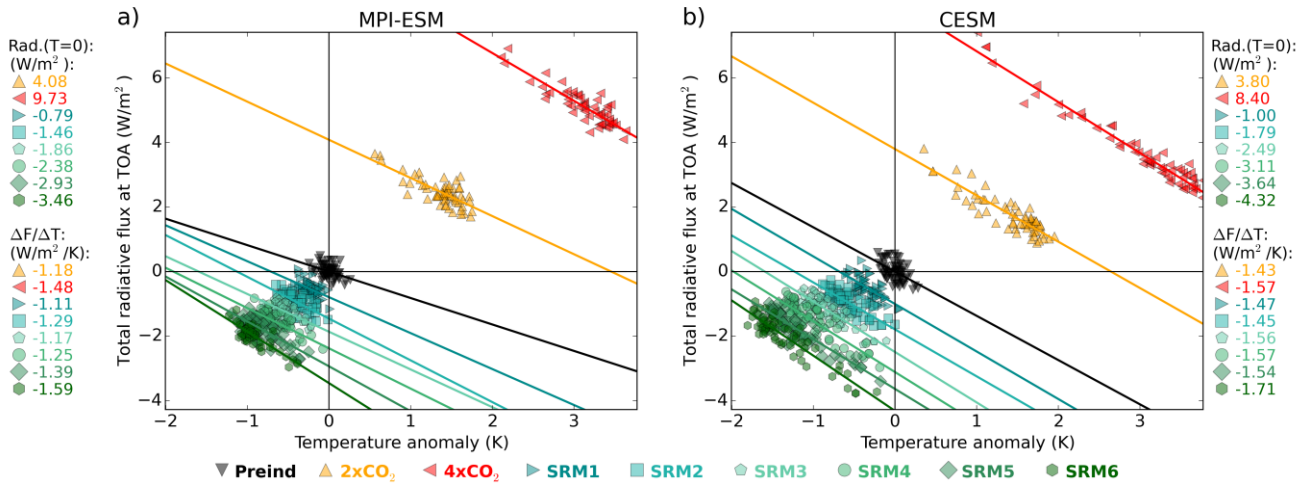 a) MPI-ESM
b) CESM
Rad.(T=0):
(W/m² ):
4.08
9.73
-0.79
-1.46
-1.86
-2.38
-2.93
-3.46
ΔF/ΔT:
(W/m² /K):
-1.18
-1.48
-1.11
-1.29
-1.17
-1.25
-1.39
-1.59
Total radiative flux at TOA (W/m²)
6
4
2
0
−2
−4
−2 −1 0 1 2 3
Temperature anomaly (K)
Total radiative flux at TOA (W/m²)
6
4
2
0
−2
−4
−2 −1 0 1 2 3
Temperature anomaly (K)
Rad.(T=0):
(W/m² ):
3.80
8.40
-1.00
-1.79
-2.49
-3.11
-3.64
-4.32
ΔF/ΔT:
(W/m² /K):
-1.43
-1.57
-1.47
-1.45
-1.56
-1.57
-1.54
-1.71
Preind 2xCO₂ 4xCO₂ SRM1 SRM2 SRM3 SRM4 SRM5 SRM6